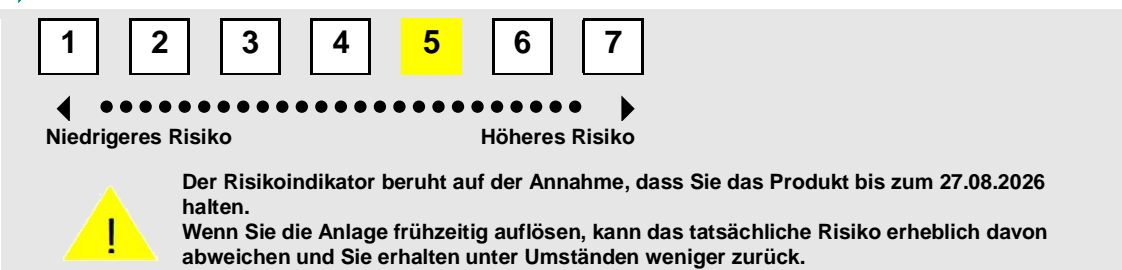 1 2 3 4 5 6 7
Niedrigeres Risiko Höheres Risiko
Der Risikoindikator beruht auf der Annahme, dass Sie das Produkt bis zum 27.08.2026
halten.
Wenn Sie die Anlage frühzeitig auflösen, kann das tatsächliche Risiko erheblich davon
abweichen und Sie erhalten unter Umständen weniger zurück.
!